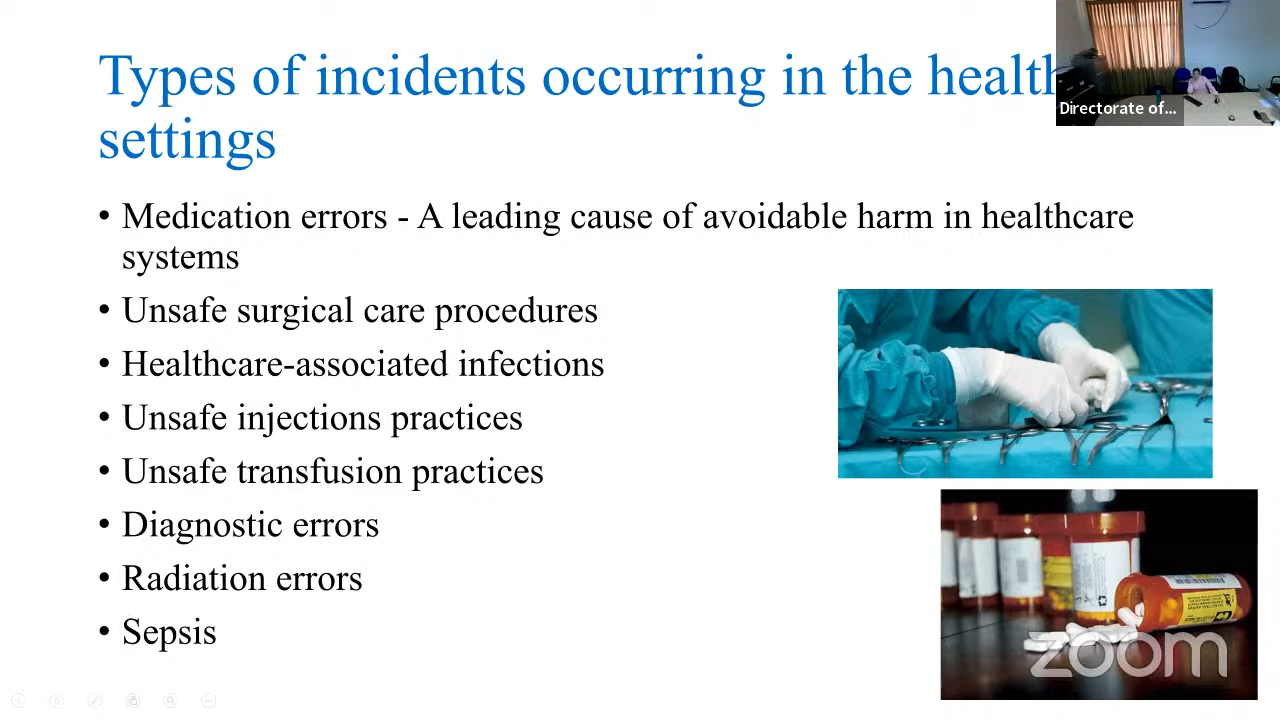 Types of incidents occurring in the health
settings
• Medication errors - A leading cause of avoidable harm in healthcare
systems
• Unsafe surgical care procedures
• Healthcare-associated infections
• Unsafe injections practices
• Unsafe transfusion practices
• Diagnostic errors
• Radiation errors
• Sepsis
Directorate of...
zoom